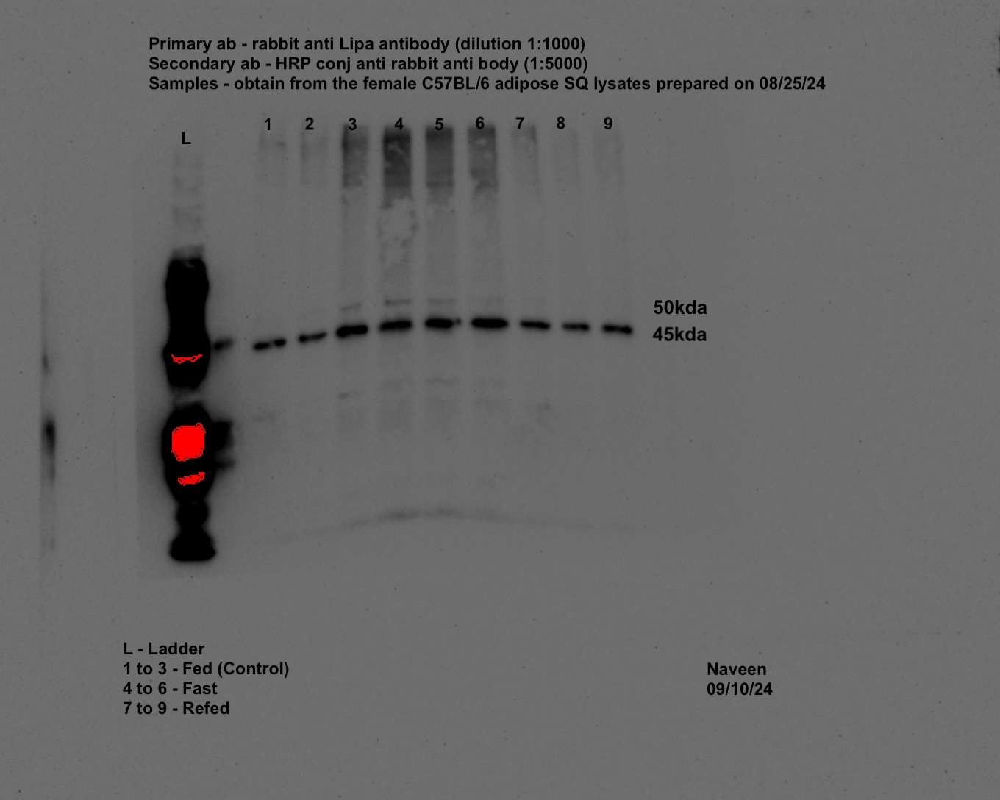 Primary ab - rabbit anti Lipa antibody (dilution 1:1000)
Secondary ab - HRP conj anti rabbit anti body (1:5000)
Samples - obtain from the female C57BL/6 adipose SQ lysates prepared on 08/25/24
L 1 2 3 4 5 6 7 8 9
50kda
45kda
L - Ladder
1 to 3 - Fed (Control)
4 to 6 - Fast
7 to 9 - Refed
Naveen
09/10/24